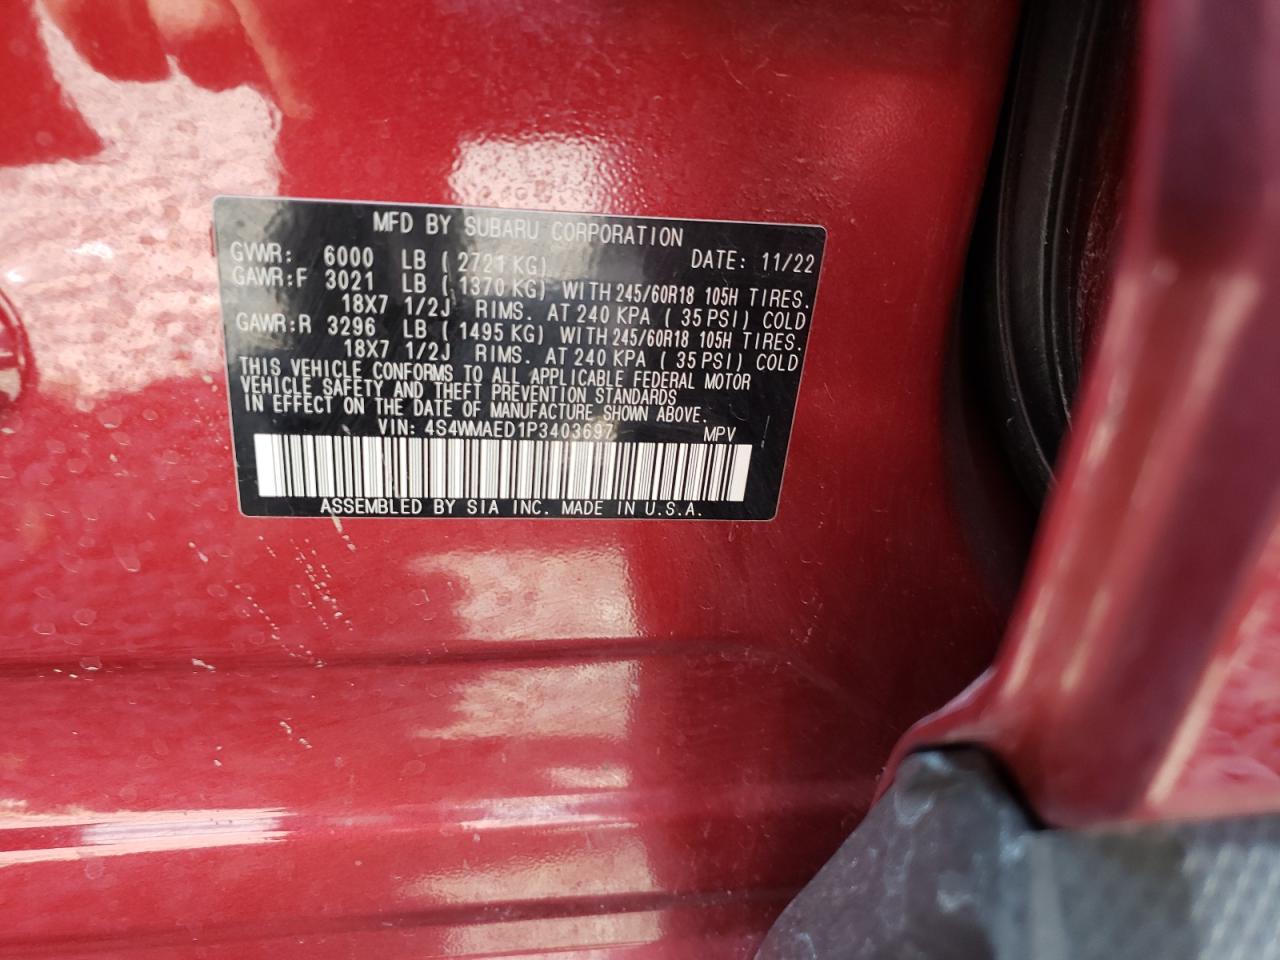 MFD BY SUBARU CORPORATION
GVWR: 6000 LB ( 2721 KG) DATE: 11/22
GAWR:F 3021 LB ( 1370 KG) WITH 245/60R18 105H TIRES.
18X7 1/2J RIMS. AT 240 KPA ( 35 PSI) COLD
GAWR:R 3296 LB ( 1495 KG) WITH 245/60R18 105H TIRES.
18X7 1/2J RIMS. AT 240 KPA ( 35 PSI) COLD
THIS VEHICLE CONFORMS TO ALL APPLICABLE FEDERAL MOTOR
VEHICLE SAFETY AND THEFT PREVENTION STANDARDS
IN EFFECT ON THE DATE OF MANUFACTURE SHOWN ABOVE.
VIN: 4S4WMAED1P3403697 MPV
ASSEMBLED BY SIA INC. MADE IN U.S.A.